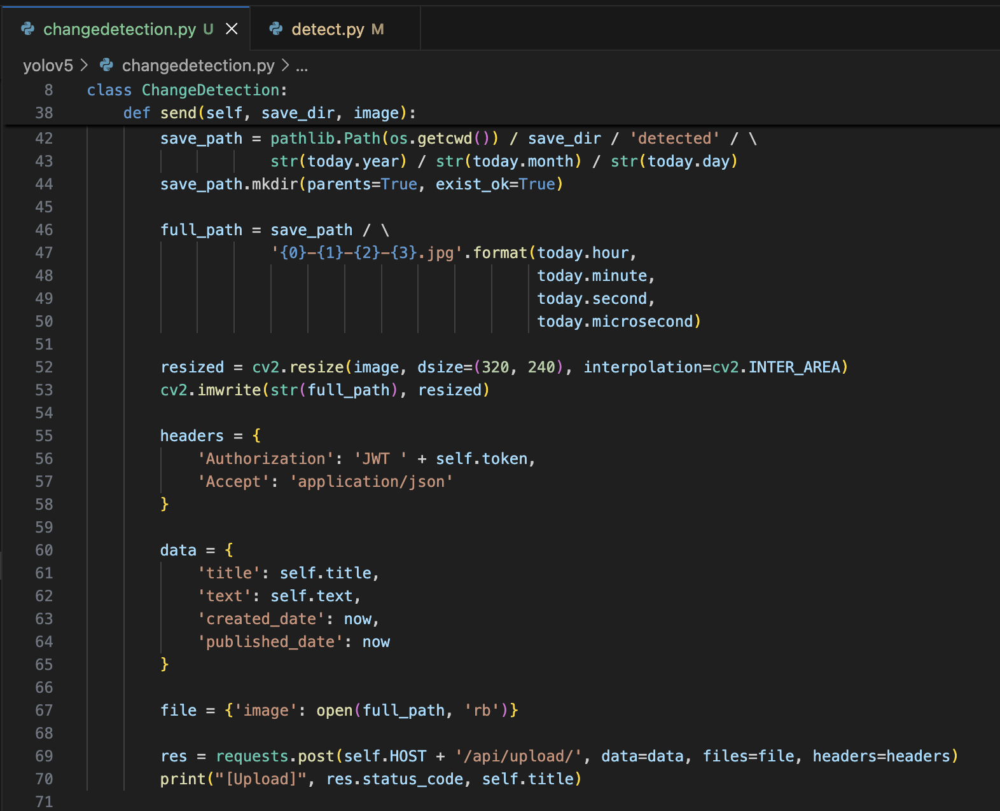 changedetection.py U
detect.py M
yolov5 > changedetection.py > ...
8 class ChangeDetection:
38 def send(self, save_dir, image):
42 save_path = pathlib.Path(os.getcwd()) / save_dir / 'detected' / \
43 str(today.year) / str(today.month) / str(today.day)
44 save_path.mkdir(parents=True, exist_ok=True)
45
46 full_path = save_path / \
47 '{0}-{1}-{2}-{3}.jpg'.format(today.hour,
48 today.minute,
49 today.second,
50 today.microsecond)
51
52 resized = cv2.resize(image, dsize=(320, 240), interpolation=cv2.INTER_AREA)
53 cv2.imwrite(str(full_path), resized)
54
55 headers = {
56 'Authorization': 'JWT ' + self.token,
57 'Accept': 'application/json'
58 }
59
60 data = {
61 'title': self.title,
62 'text': self.text,
63 'created_date': now,
64 'published_date': now
65 }
66
67 file = {'image': open(full_path, 'rb')}
68
69 res = requests.post(self.HOST + '/api/upload/', data=data, files=file, headers=headers)
70 print("[Upload]", res.status_code, self.title)
71